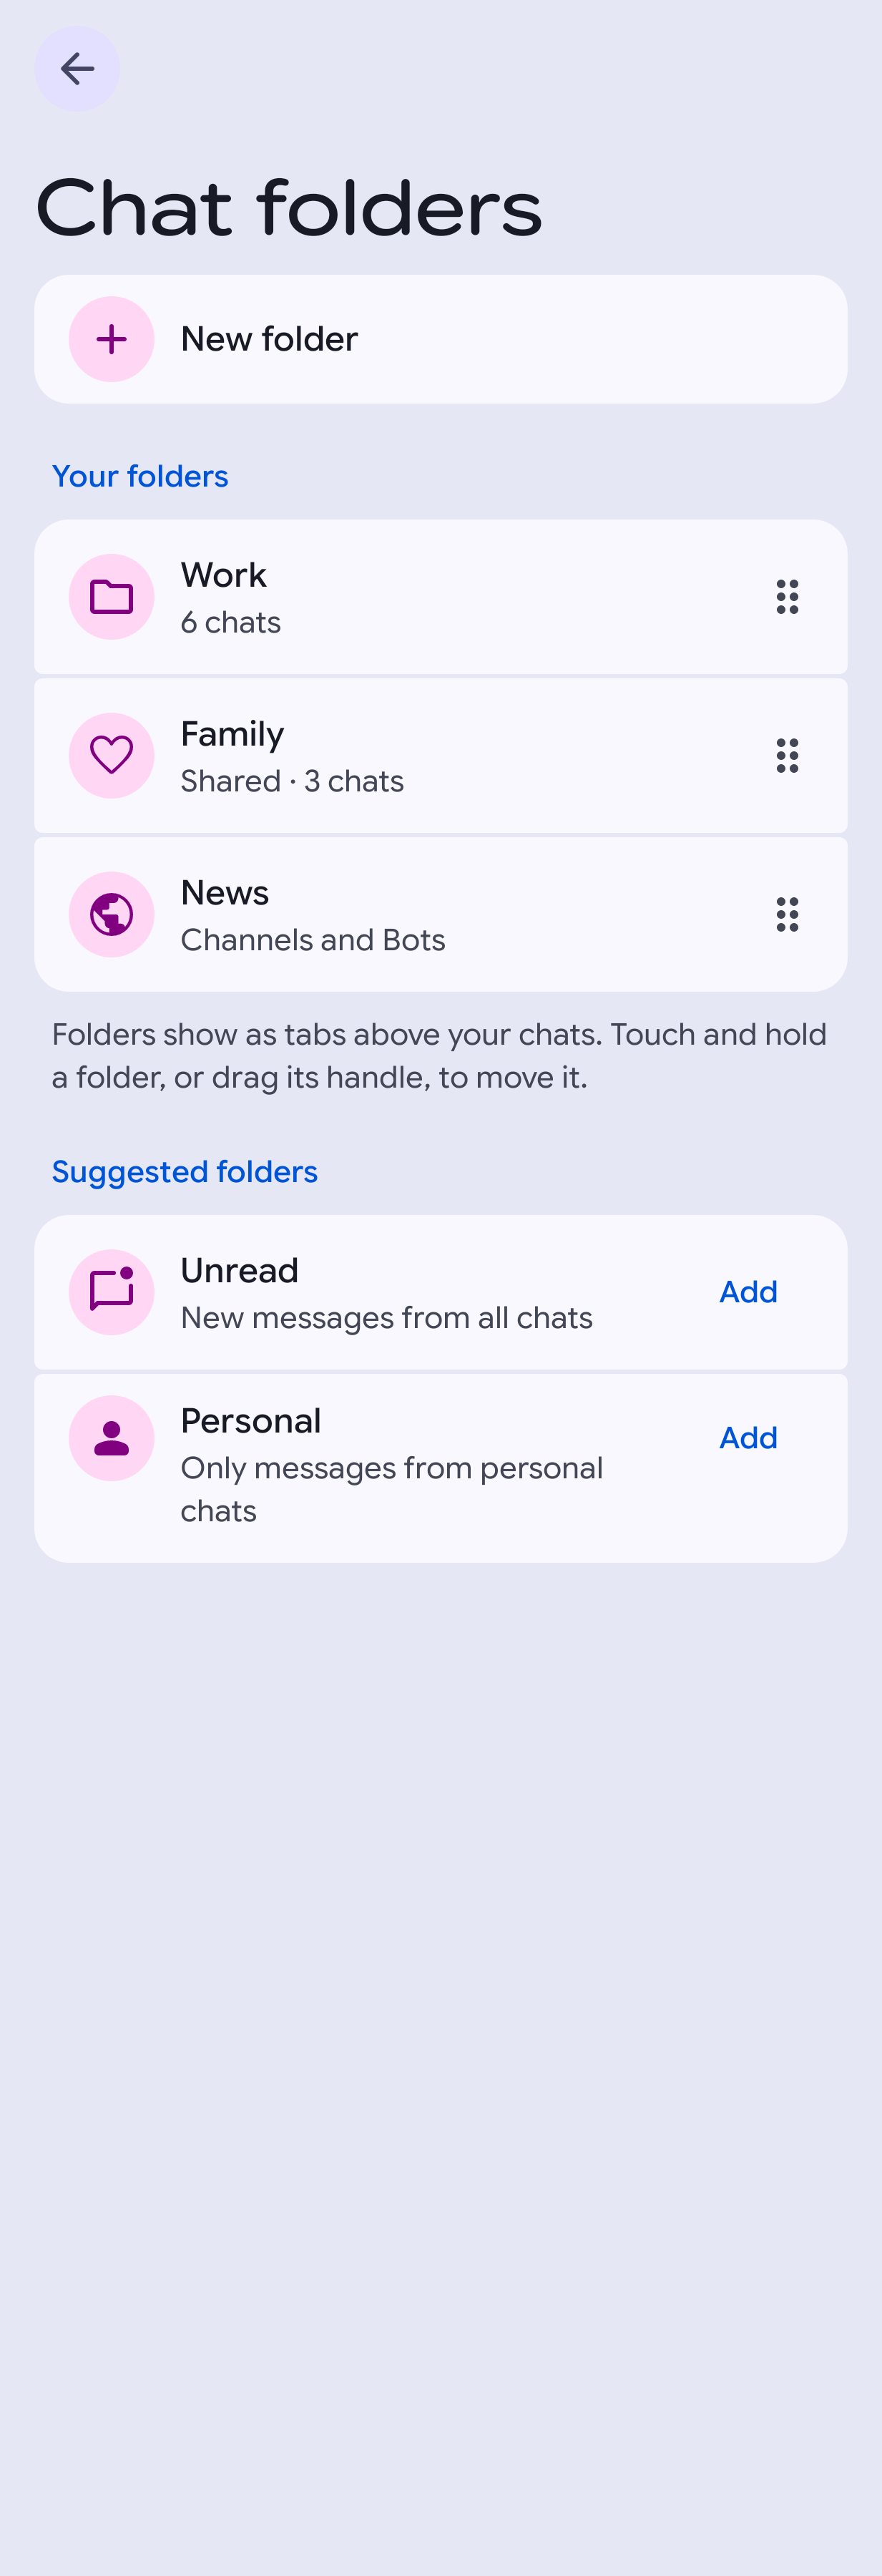 Chat folders
New folder
Your folders
Work
6 chats
Family
Shared · 3 chats
News
Channels and Bots
Folders show as tabs above your chats. Touch and hold
a folder, or drag its handle, to move it.
Suggested folders
Unread
New messages from all chats
Add
Personal
Only messages from personal
chats
Add